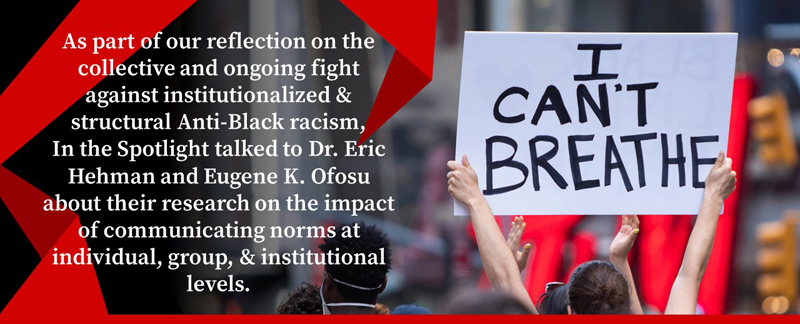 As part of our reflection on the
collective and ongoing fight
against institutionalized &
structural Anti-Black racism,
In the Spotlight talked to Dr. Eric
Hehman and Eugene K. Ofosu
about their research on the impact
of communicating norms at
individual, group, & institutional
levels.
I
CAN'T
BREATHE